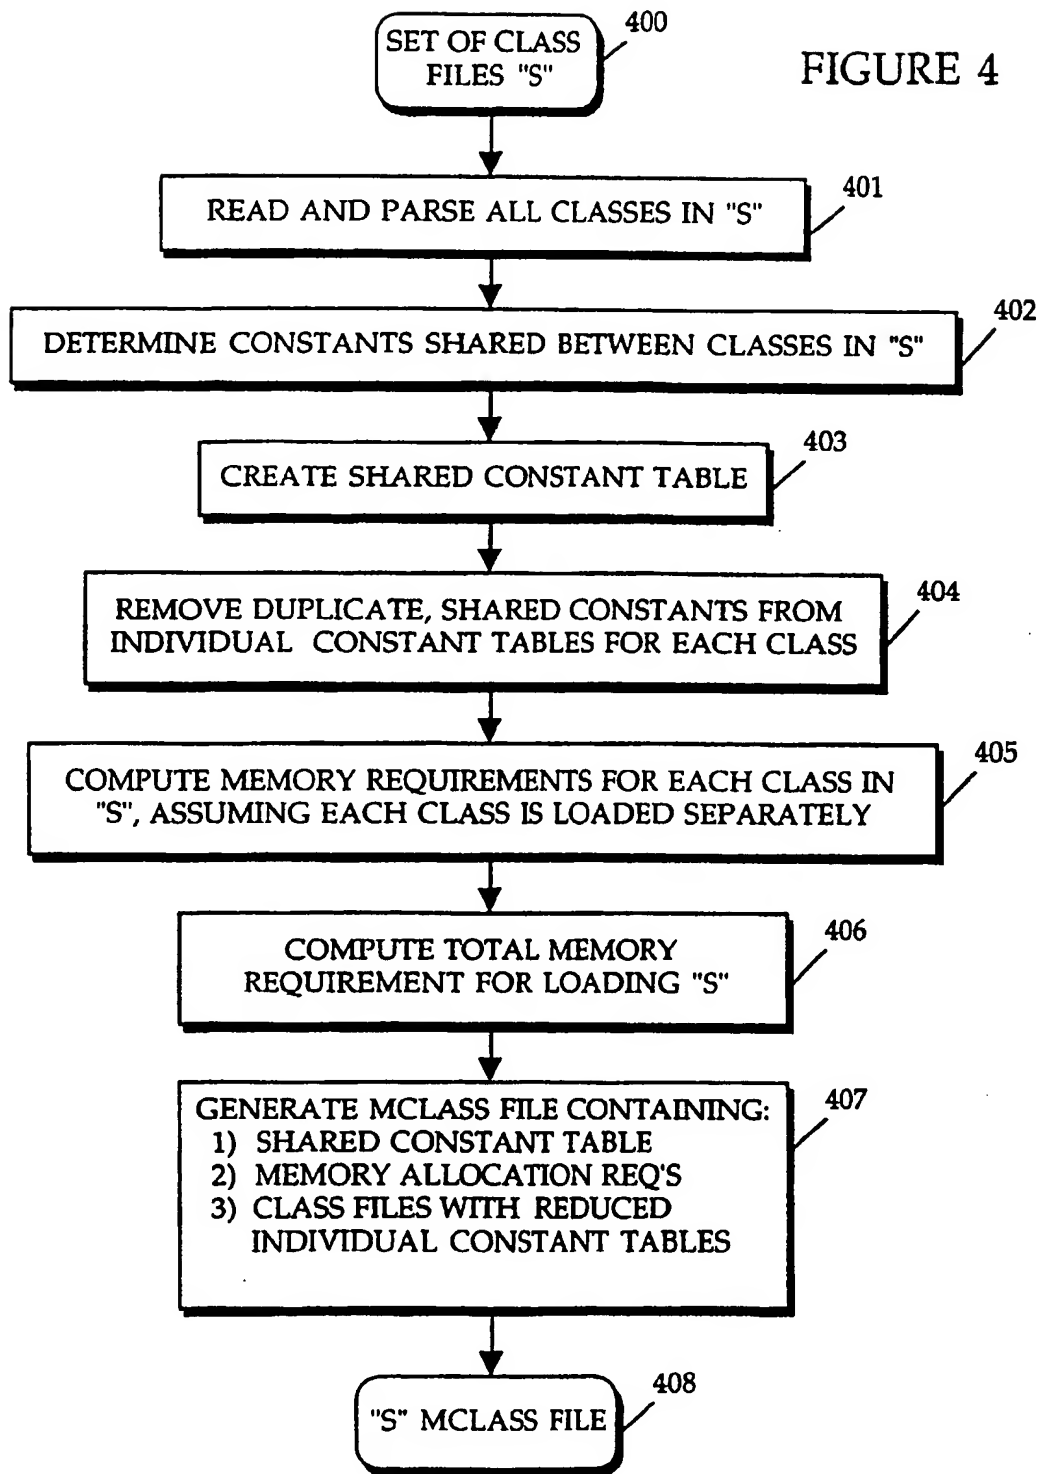 FIGURE 4
SET OF CLASS
FILES "S"
400
READ AND PARSE ALL CLASSES IN "S"
401
DETERMINE CONSTANTS SHARED BETWEEN CLASSES IN "S"
402
CREATE SHARED CONSTANT TABLE
403
REMOVE DUPLICATE, SHARED CONSTANTS FROM
INDIVIDUAL CONSTANT TABLES FOR EACH CLASS
404
COMPUTE MEMORY REQUIREMENTS FOR EACH CLASS IN
"S", ASSUMING EACH CLASS IS LOADED SEPARATELY
405
COMPUTE TOTAL MEMORY
REQUIREMENT FOR LOADING "S"
406
GENERATE MCLASS FILE CONTAINING:
1) SHARED CONSTANT TABLE
2) MEMORY ALLOCATION REQ'S
3) CLASS FILES WITH REDUCED
INDIVIDUAL CONSTANT TABLES
407
"S" MCLASS FILE
408